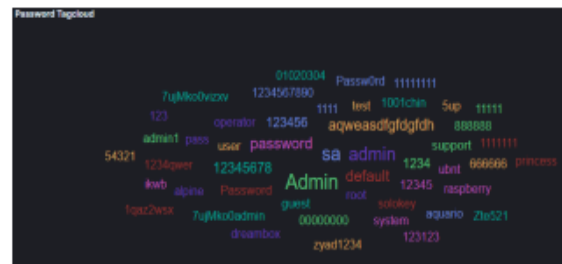 Password Tagcloud
01020304
Passw0rd 11111111
7ujMko0vizxv 1234567890
1111 test 1001chin 5up 11111
123 operator 123456 aqweasdfgfdgfdh 888888
admin1 pass user password support 1111111
54321 sa admin
1234qwer 12345678 1234 ubnt 666666 princess
ikwb alpine Password Admin default 12345 raspberry
root
guest solokey
1qaz2wsx 7ujMko0admin 00000000 system aquario Zte521
dreambox 123123
zyad1234